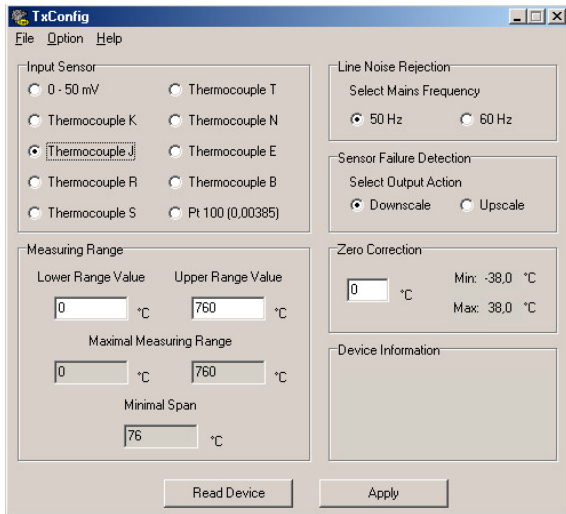 TxConfig
File Option Help
Input Sensor
0 - 50 mV
Thermocouple T
Thermocouple K
Thermocouple N
Thermocouple J
Thermocouple E
Thermocouple R
Thermocouple B
Thermocouple S
Pt 100 (0,00385)
Line Noise Rejection
Select Mains Frequency
50 Hz
60 Hz
Sensor Failure Detection
Select Output Action
Downscale
Upscale
Measuring Range
Lower Range Value
Upper Range Value
0 °C
760 °C
Maximal Measuring Range
0 °C
760 °C
Minimal Span
76 °C
Zero Correction
0 °C
Min: -38,0 °C
Max: 38,0 °C
Device Information
Read Device
Apply